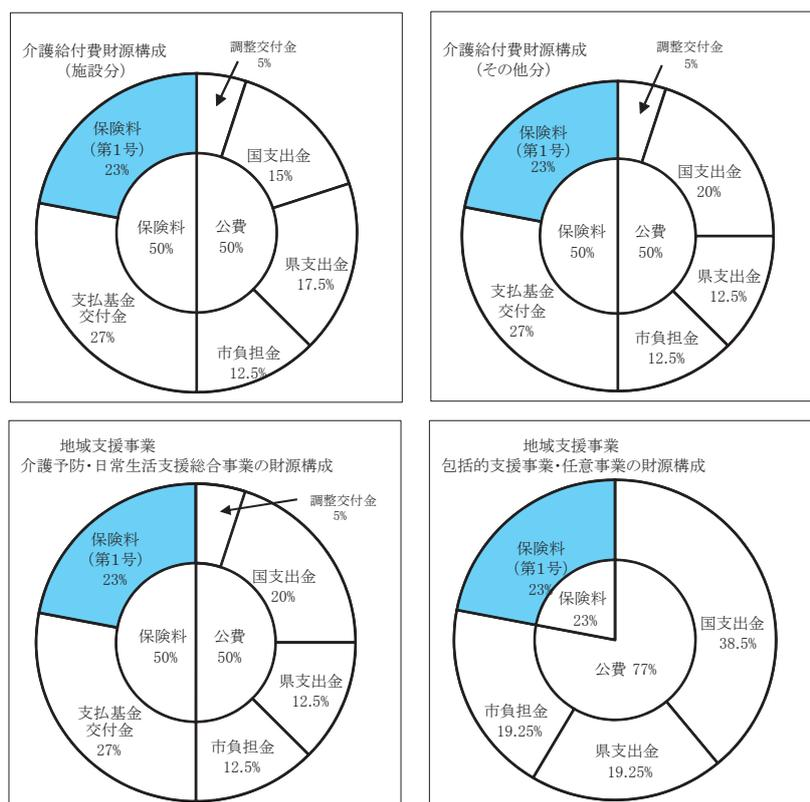 介護給付費財源構成
(施設分)
調整交付金
5%
国支出金
15%
県支出金
17.5%
市負担金
12.5%
支払基金
交付金
27%
保険料
(第1号)
23%
保険料
50%
公費
50%
介護給付費財源構成
(その他分)
調整交付金
5%
国支出金
20%
県支出金
12.5%
市負担金
12.5%
支払基金
交付金
27%
保険料
(第1号)
23%
保険料
50%
公費
50%
地域支援事業
介護予防・日常生活支援総合事業の財源構成
調整交付金
5%
国支出金
20%
県支出金
12.5%
市負担金
12.5%
支払基金
交付金
27%
保険料
(第1号)
23%
保険料
50%
公費
50%
地域支援事業
包括的支援事業・任意事業の財源構成
国支出金
38.5%
県支出金
19.25%
市負担金
19.25%
保険料
(第1号)
23%
保険料
23%
公費 77%